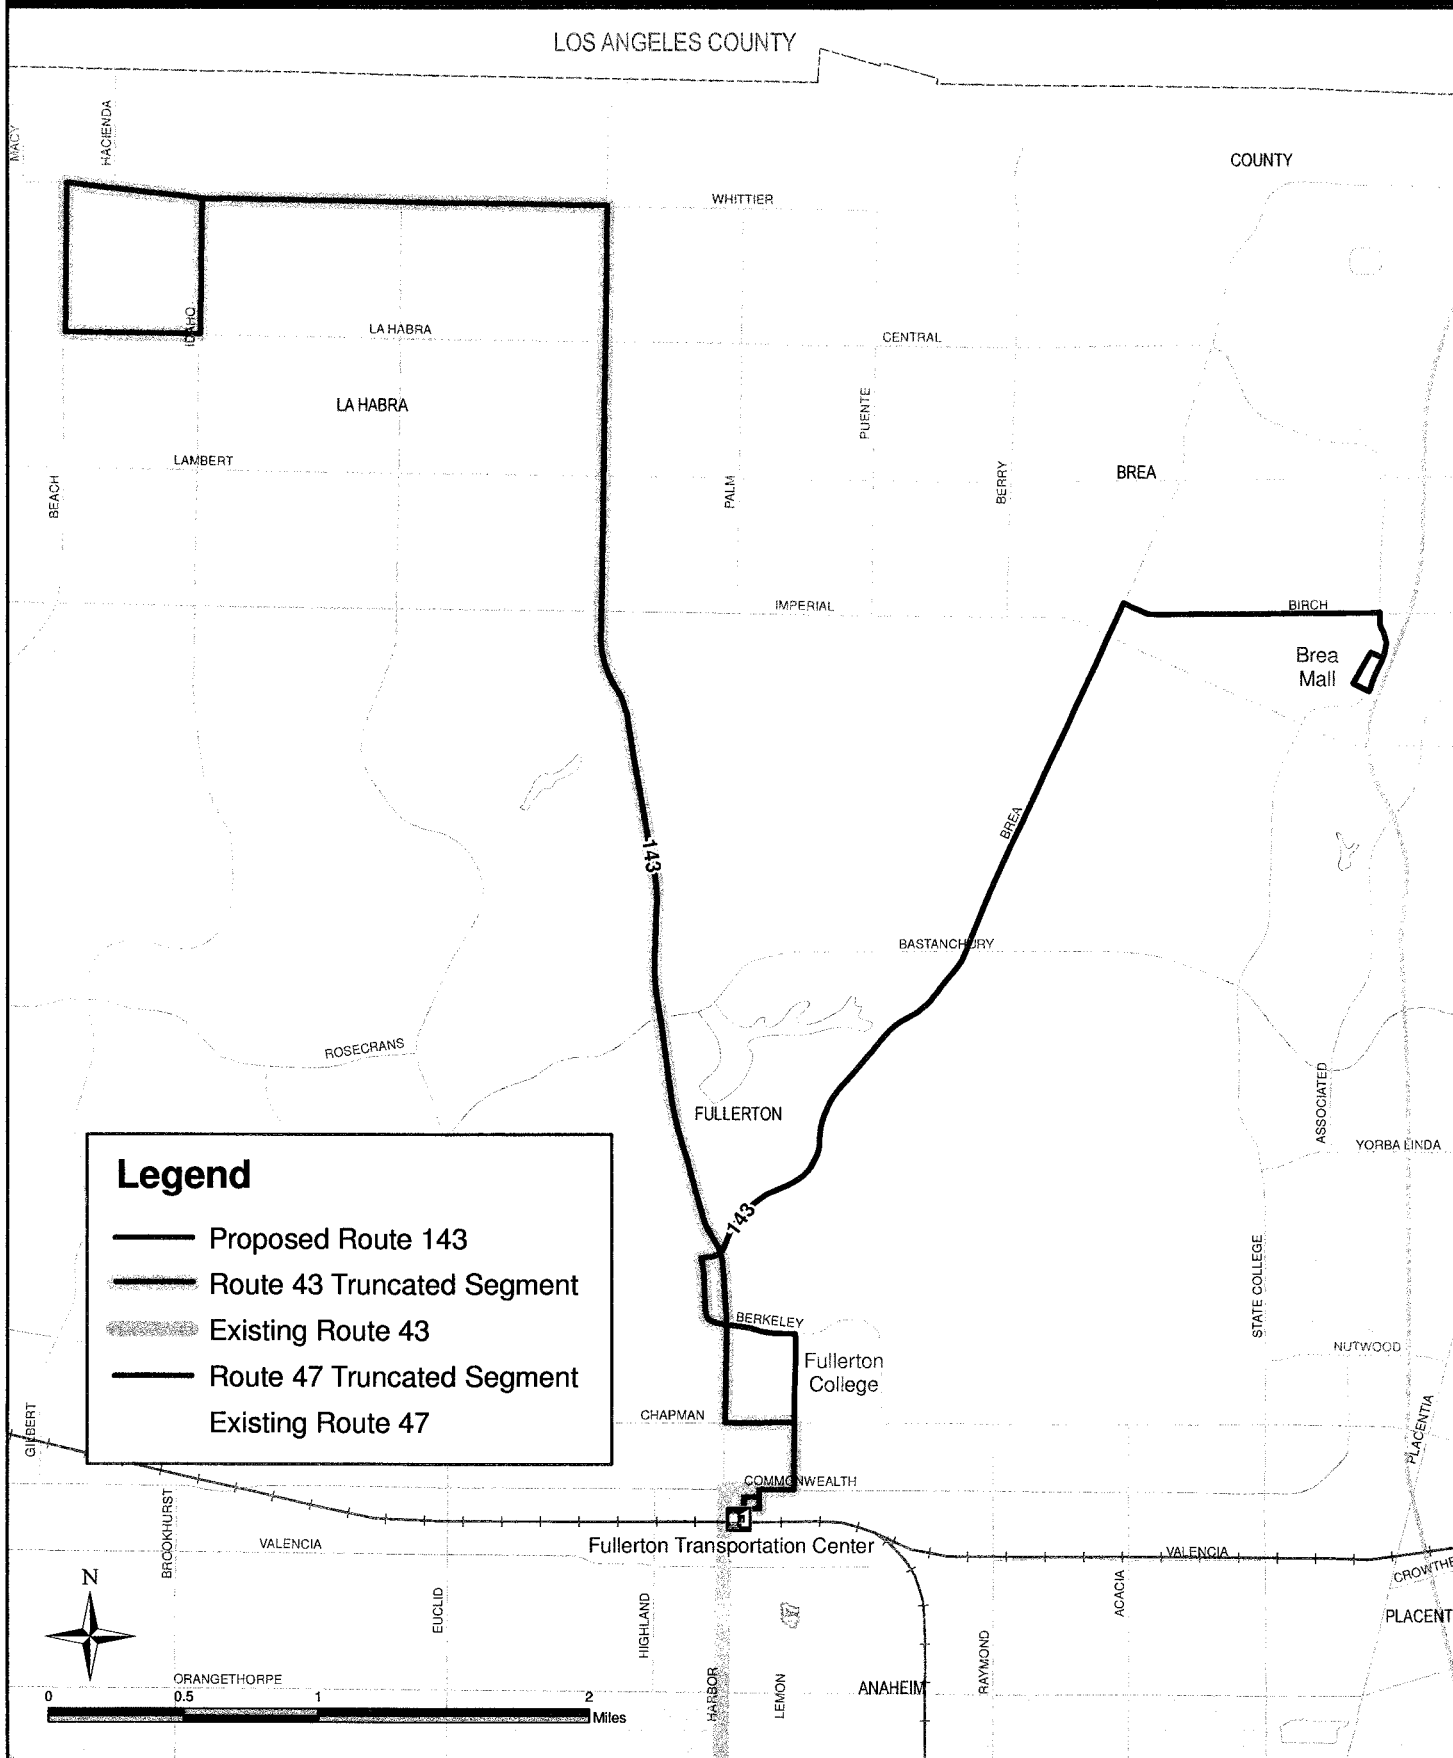 LOS ANGELES COUNTY
MACY
HACIENDA
COUNTY
WHITTIER
IDAHO
LA HABRA
CENTRAL
LA HABRA
PUENTE
LAMBERT
BEACH
PALM
BERRY
BREA
IMPERIAL
BIRCH
Brea
Mall
BREA
143
BASTANCHURY
ROSECRANS
FULLERTON
ASSOCIATED
YORBA LINDA
143
Legend
Proposed Route 143
Route 43 Truncated Segment
Existing Route 43
Route 47 Truncated Segment
Existing Route 47
STATE COLLEGE
BERKELEY
NUTWOOD
Fullerton
College
GILBERT
CHAPMAN
PLACENTIA
COMMONWEALTH
BROOKHURST
VALENCIA
Fullerton Transportation Center
VALENCIA
CROWTHE
N
EUCLID
HIGHLAND
ACACIA
PLACENT
RAYMOND
HARBOR
LEMON
ANAHEIM
ORANGETHORPE
0 0.5 1 2
Miles